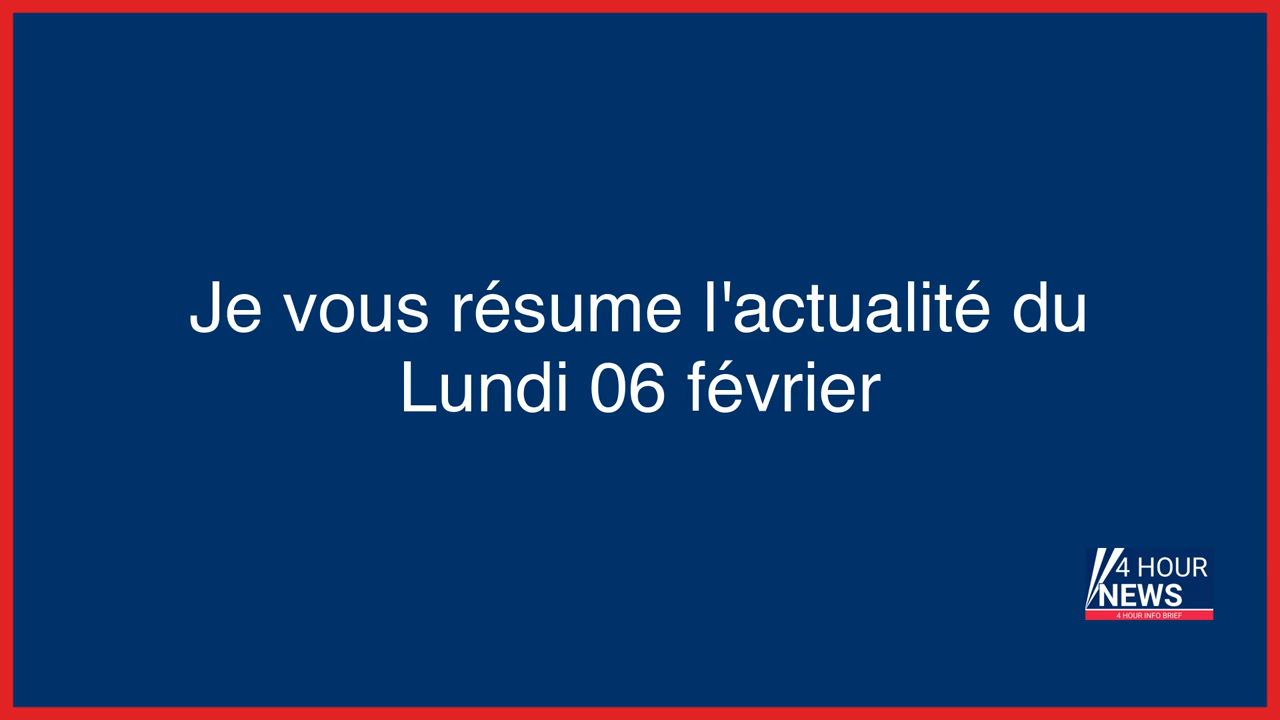 Je vous résume l'actualité du
Lundi 06 février
4 HOUR
NEWS
4 HOUR INFO BRIEF